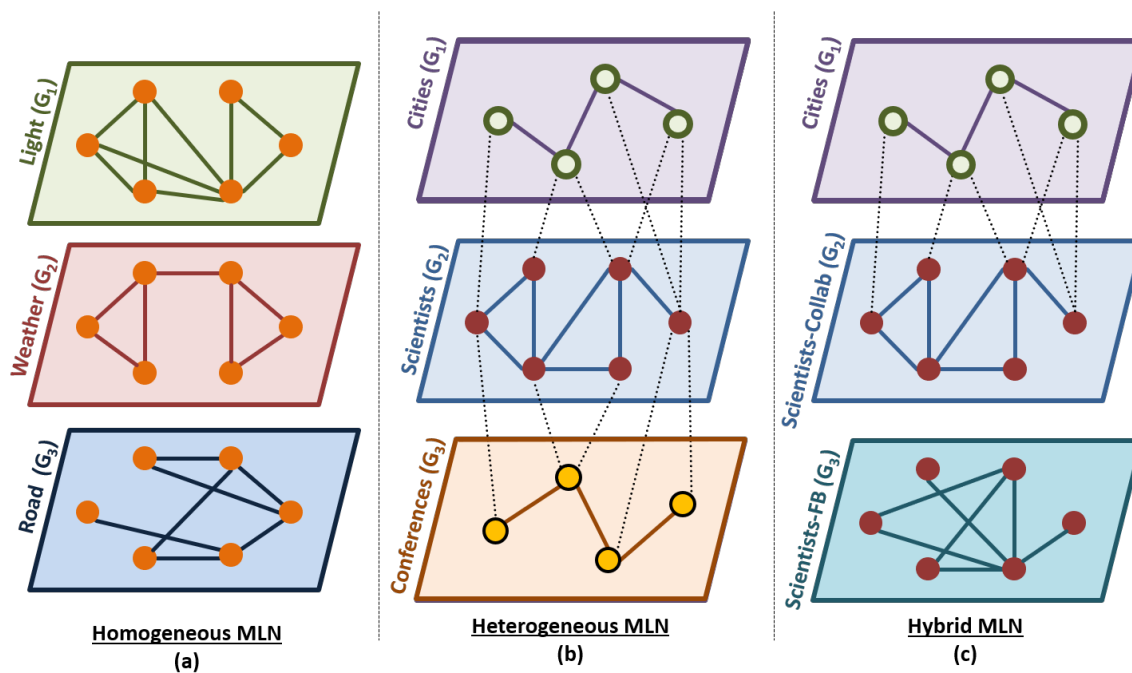 Light (G₁)
Weather (G₂)
Road (G₃)
Homogeneous MLN
(a)
Cities (G₁)
Scientists (G₂)
Conferences (G₃)
Heterogeneous MLN
(b)
Cities (G₁)
Scientists-Collab (G₂)
Scientists-FB (G₃)
Hybrid MLN
(c)